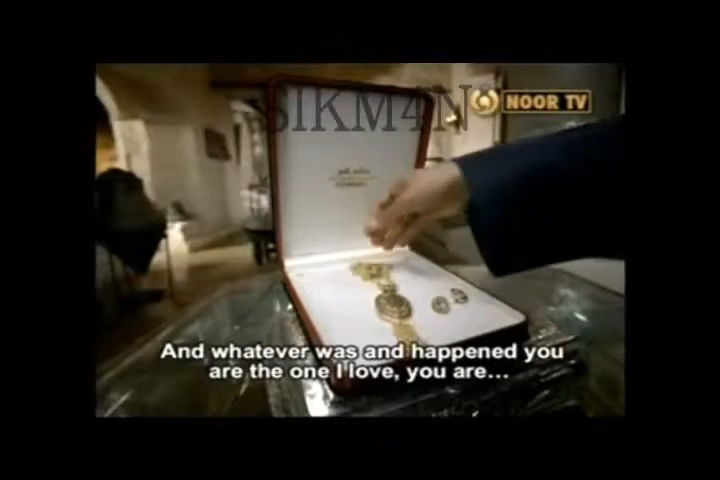 SIKM4N
NOOR TV
And whatever was and happened you
are the one I love, you are...